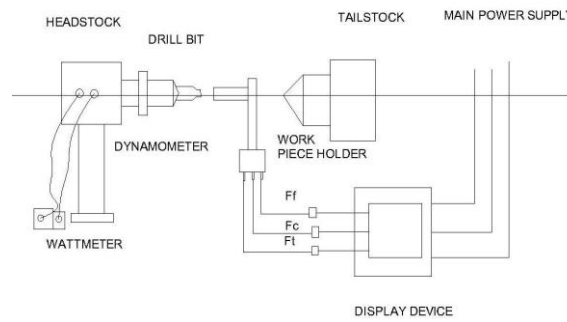 HEADSTOCK
DRILL BIT
TAILSTOCK
MAIN POWER SUPPLY
DYNAMOMETER
WORK
PIECE HOLDER
Ff
Fc
Ft
WATTMETER
DISPLAY DEVICE